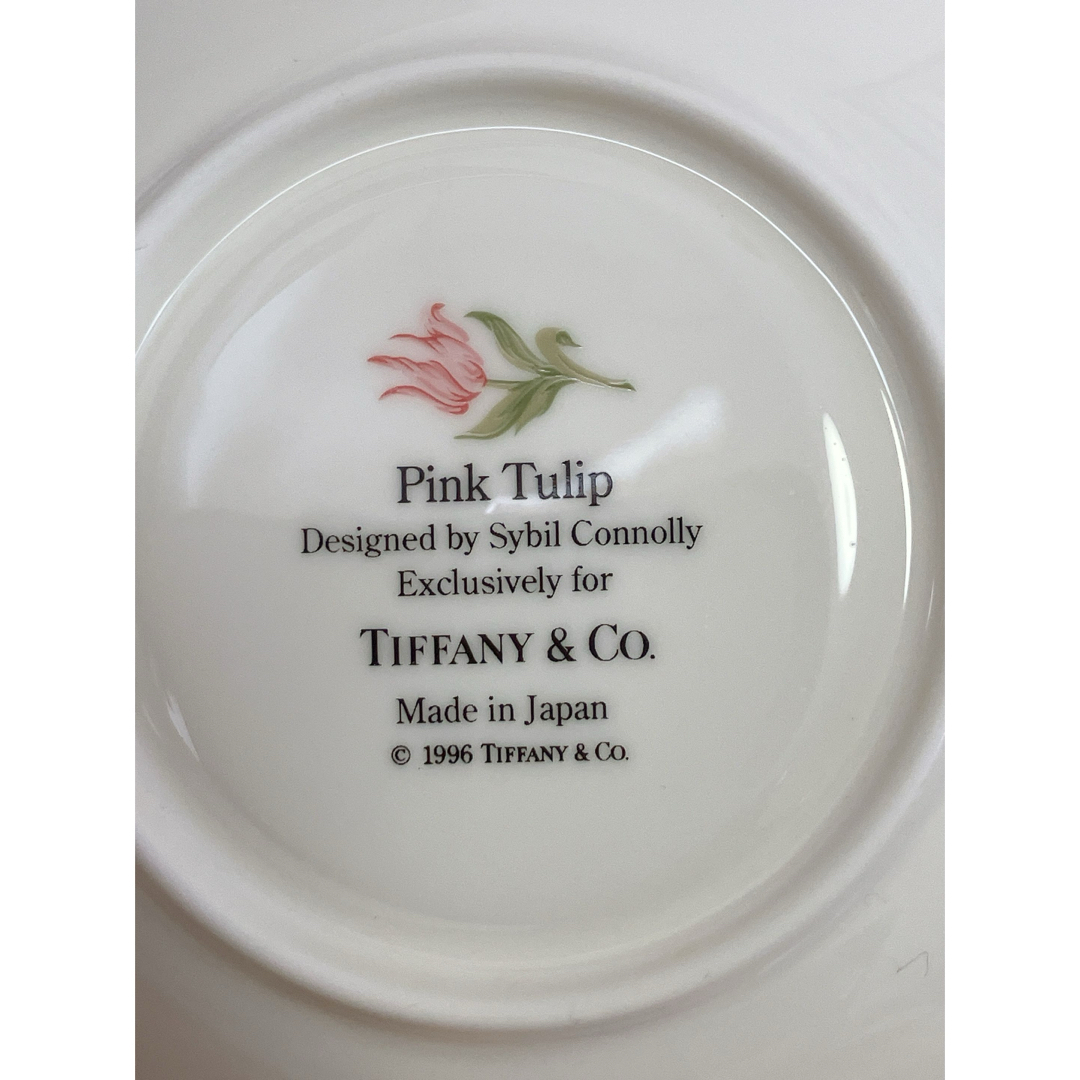 Pink Tulip
Designed by Sybil Connolly
Exclusively for
TIFFANY & CO.
Made in Japan
© 1996 TIFFANY & CO.